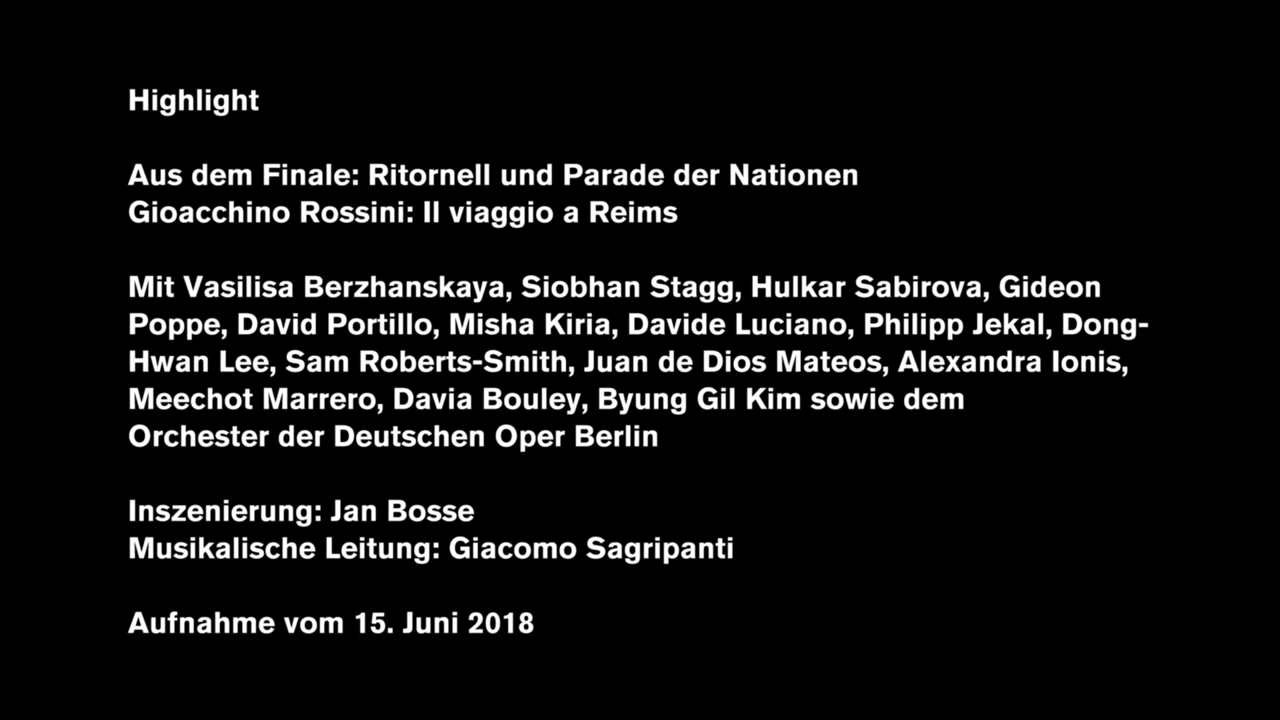 Highlight
Aus dem Finale: Ritornell und Parade der Nationen
Gioacchino Rossini: Il viaggio a Reims
Mit Vasilisa Berzhanskaya, Siobhan Stagg, Hulkar Sabirova, Gideon
Poppe, David Portillo, Misha Kiria, Davide Luciano, Philipp Jekal, Dong-
Hwan Lee, Sam Roberts-Smith, Juan de Dios Mateos, Alexandra Ionis,
Meechot Marrero, Davia Bouley, Byung Gil Kim sowie dem
Orchester der Deutschen Oper Berlin
Inszenierung: Jan Bosse
Musikalische Leitung: Giacomo Sagripanti
Aufnahme vom 15. Juni 2018